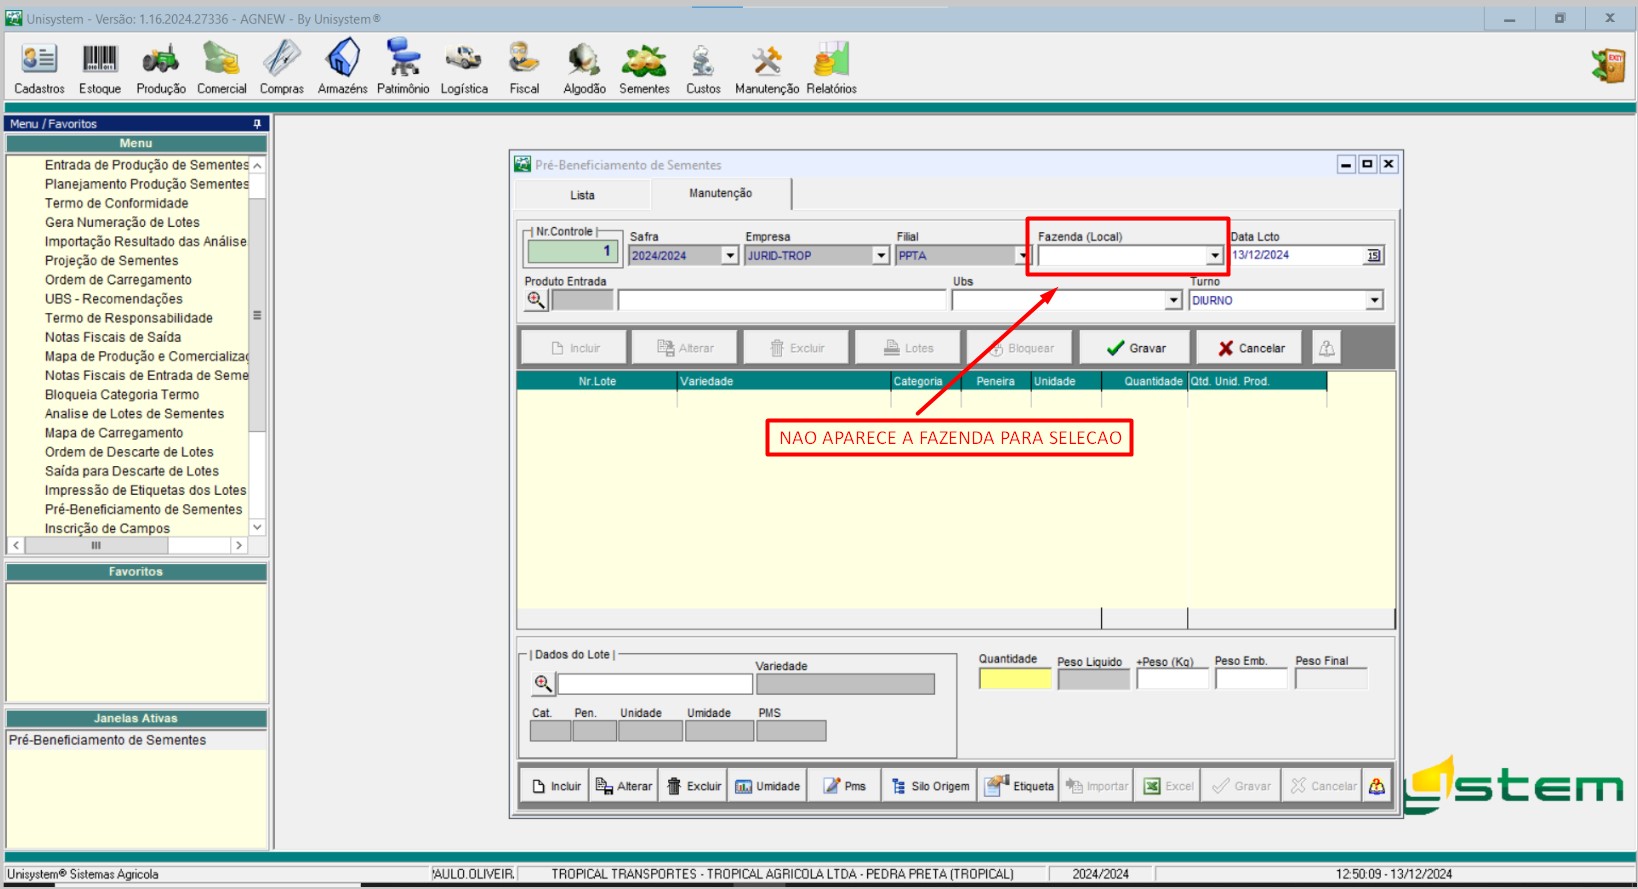 Unisystem - Versão: 1.16.2024.27336 - AGNEW - By Unisystem®
Cadastros Estoque Produção Comercial Compras Armazéns Patrimônio Logística Fiscal Algodão Sementes Custos Manutenção Relatórios
EXIT
Menu / Favoritos
Menu
Entrada de Produção de Sementes
Planejamento Produção Sementes
Termo de Conformidade
Gera Numeração de Lotes
Importação Resultado das Análise
Projeção de Sementes
Ordem de Carregamento
UBS - Recomendações
Termo de Responsabilidade
Notas Fiscais de Saída
Mapa de Produção e Comercializaç
Notas Fiscais de Entrada de Seme
Bloqueia Categoria Termo
Analise de Lotes de Sementes
Mapa de Carregamento
Ordem de Descarte de Lotes
Saída para Descarte de Lotes
Impressão de Etiquetas dos Lotes
Pré-Beneficiamento de Sementes
Inscrição de Campos
Favoritos
Janelas Ativas
Pré-Beneficiamento de Sementes
Pré-Beneficiamento de Sementes
Lista Manutenção
| Nr.Controle | Safra Empresa Filial Fazenda (Local) Data Lcto
1 2024/2024 JURID-TROP PPTA 13/12/2024 15
Produto Entrada Ubs Turno
DIURNO
Incluir Alterar Excluir Lotes Bloquear Gravar Cancelar
Nr.Lote Variedade Categoria Peneira Unidade Quantidade Qtd. Unid. Prod.
NAO APARECE A FAZENDA PARA SELECAO
| Dados do Lote |
Variedade
Quantidade Peso Liquido +Peso (Kg) Peso Emb. Peso Final
Cat. Pen. Unidade Umidade PMS
Incluir Alterar Excluir Umidade Pms Silo Origem Etiqueta Importar Excel Gravar Cancelar
ystem
Unisystem® Sistemas Agricola PAULO.OLIVEIR. TROPICAL TRANSPORTES - TROPICAL AGRICOLA LTDA - PEDRA PRETA (TROPICAL) 2024/2024 12:50:09 - 13/12/2024